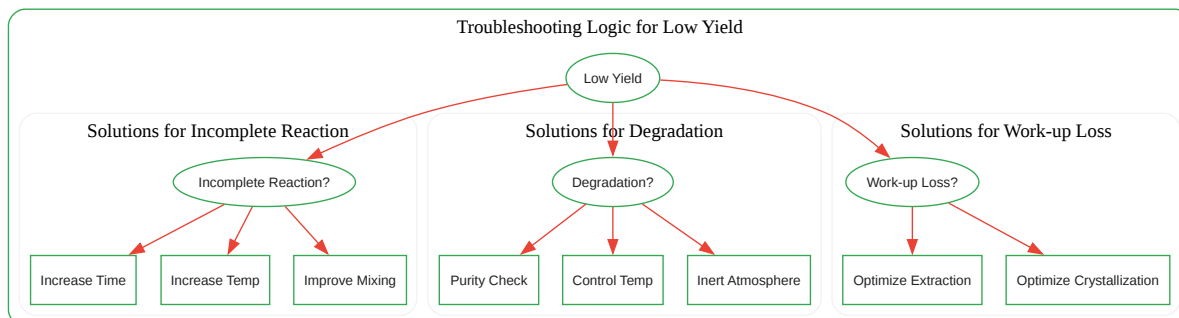 Troubleshooting Logic for Low Yield
Low Yield
Solutions for Incomplete Reaction
Solutions for Degradation
Solutions for Work-up Loss
Incomplete Reaction?
Degradation?
Work-up Loss?
Increase Time
Increase Temp
Improve Mixing
Purity Check
Control Temp
Inert Atmosphere
Optimize Extraction
Optimize Crystallization